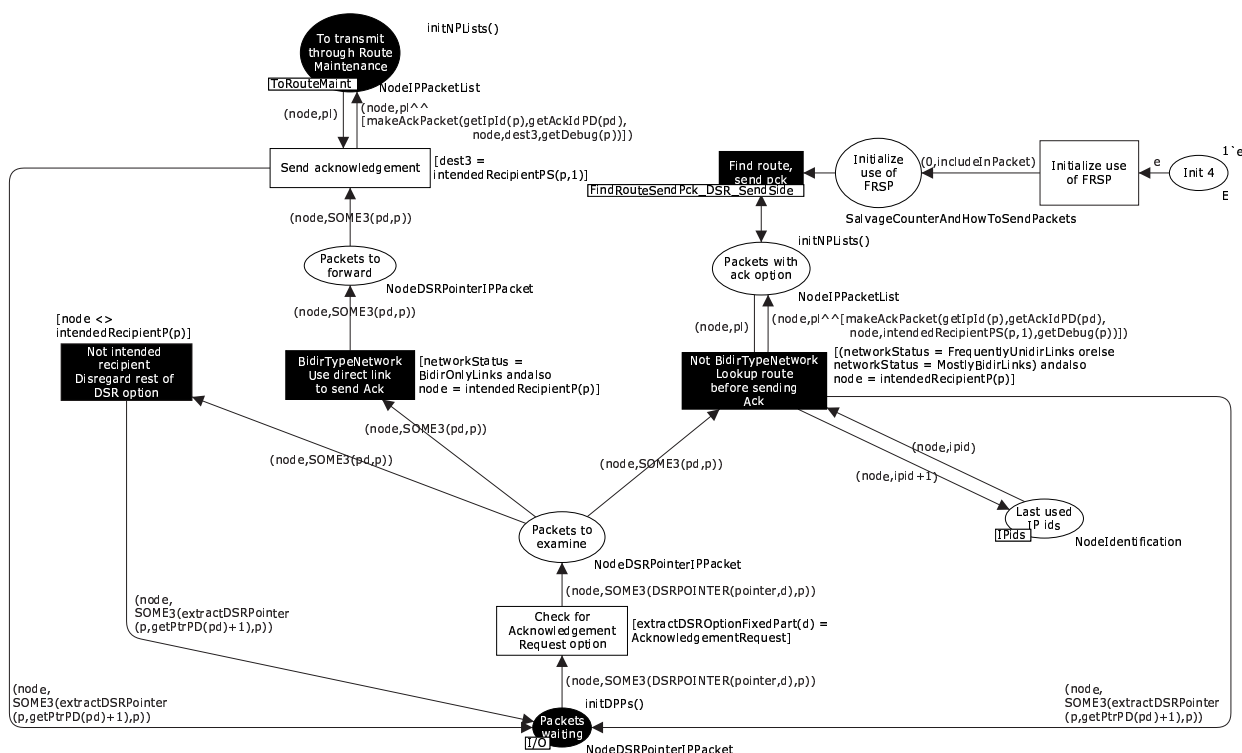 To transmit
through Route
Maintenance
initNPLists()
ToRouteMaint
NodeIPPacketList
(node,pl)
(node,pl^^
[makeAckPacket(getIpId(p),getAckIdPD(pd),
node,dest3,getDebug(p))])
Send acknowledgement
[dest3 =
intendedRecipientPS(p,1)]
(node,SOME3(pd,p))
Packets to
forward
NodeDSRPointerIPPacket
(node,SOME3(pd,p))
[node <>
intendedRecipientP(p)]
Not intended
recipient
Disregard rest of
DSR option
BidirTypeNetwork
Use direct link
to send Ack
[networkStatus =
BidirOnlyLinks andalso
node = intendedRecipientP(p)]
Find route,
send pck
FindRouteSendPck_DSR_SendSide
Initialize
use of
FRSP
(0,includeInPacket)
Initialize use
of FRSP
e
Init 4
1`e
E
SalvageCounterAndHowToSendPackets
initNPLists()
Packets with
ack option
NodeIPPacketList
(node,pl)
(node,pl^^[makeAckPacket(getIpId(p),getAckIdPD(pd),
node,intendedRecipientPS(p,1),getDebug(p))])
Not BidirTypeNetwork
Lookup route
before sending
Ack
[(networkStatus = FrequentlyUnidirLinks orelse
networkStatus = MostlyBidirLinks) andalso
node = intendedRecipientP(p)]
(node,SOME3(pd,p))
(node,SOME3(pd,p))
(node,SOME3(pd,p))
(node,ipid)
(node,ipid+1)
Last used
IP ids
IPids
NodeIdentification
Packets to
examine
NodeDSRPointerIPPacket
(node,SOME3(DSRPOINTER(pointer,d),p))
Check for
Acknowledgement
Request option
[extractDSROptionFixedPart(d) =
AcknowledgementRequest]
(node,
SOME3(extractDSRPointer
(p,getPtrPD(pd)+1),p))
(node,SOME3(DSRPOINTER(pointer,d),p))
(node,
SOME3(extractDSRPointer
(p,getPtrPD(pd)+1),p))
initDPPs()
Packets
waiting
I/O
NodeDSRPointerIPPacket
(node,
SOME3(extractDSRPointer
(p,getPtrPD(pd)+1),p))